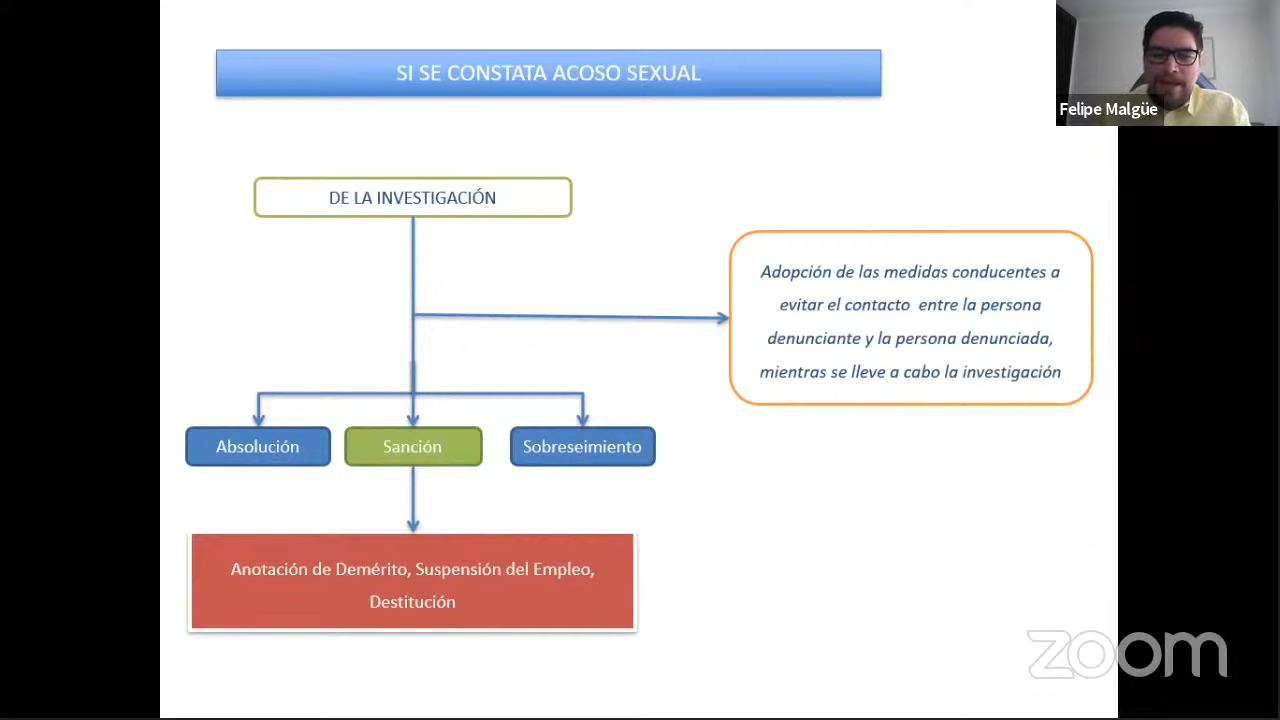 SI SE CONSTATA ACOSO SEXUAL
Felipe Malgüe
DE LA INVESTIGACIÓN
Adopción de las medidas conducentes a
evitar el contacto entre la persona
denunciante y la persona denunciada,
mientras se lleve a cabo la investigación
Absolución
Sanción
Sobreseimiento
Anotación de Demérito, Suspensión del Empleo,
Destitución
zoom